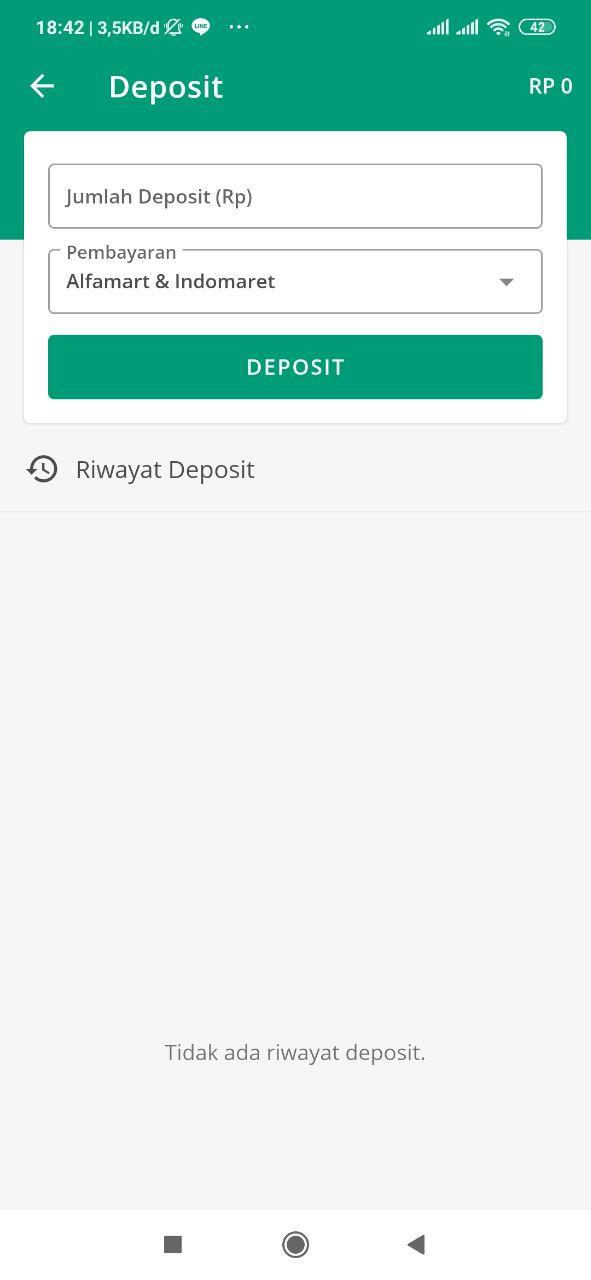 18:42 | 3,5KB/d LINE ... 42
Deposit
RP 0
Jumlah Deposit (Rp)
Pembayaran
Alfamart & Indomaret
DEPOSIT
Riwayat Deposit
Tidak ada riwayat deposit.